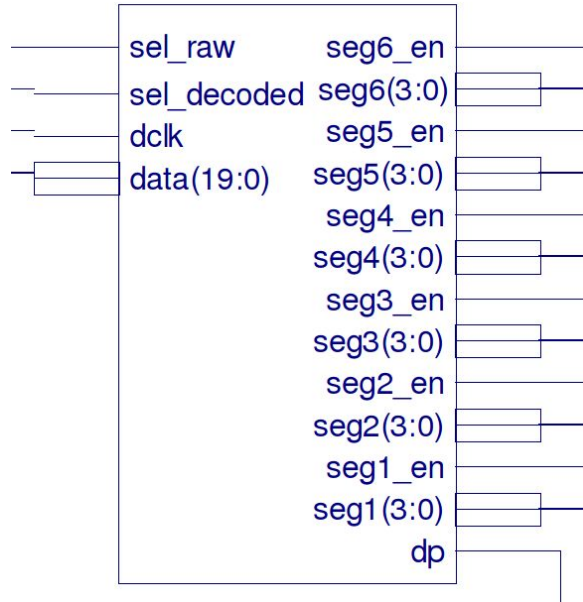 sel_raw
sel_decoded
dclk
data(19:0)
seg6_en
seg6(3:0)
seg5_en
seg5(3:0)
seg4_en
seg4(3:0)
seg3_en
seg3(3:0)
seg2_en
seg2(3:0)
seg1_en
seg1(3:0)
dp